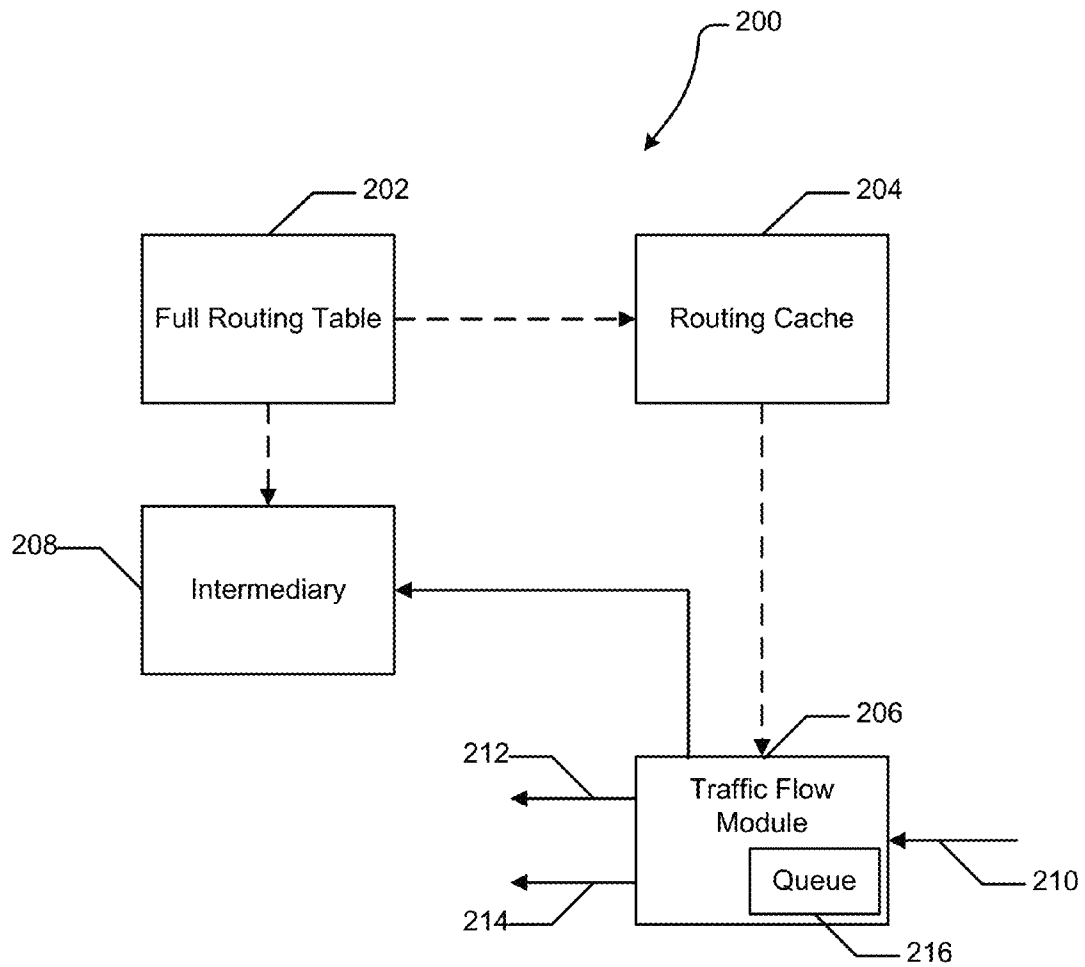 200
202
204
Full Routing Table
Routing Cache
208
Intermediary
206
212
Traffic Flow
Module
Queue
210
214
216